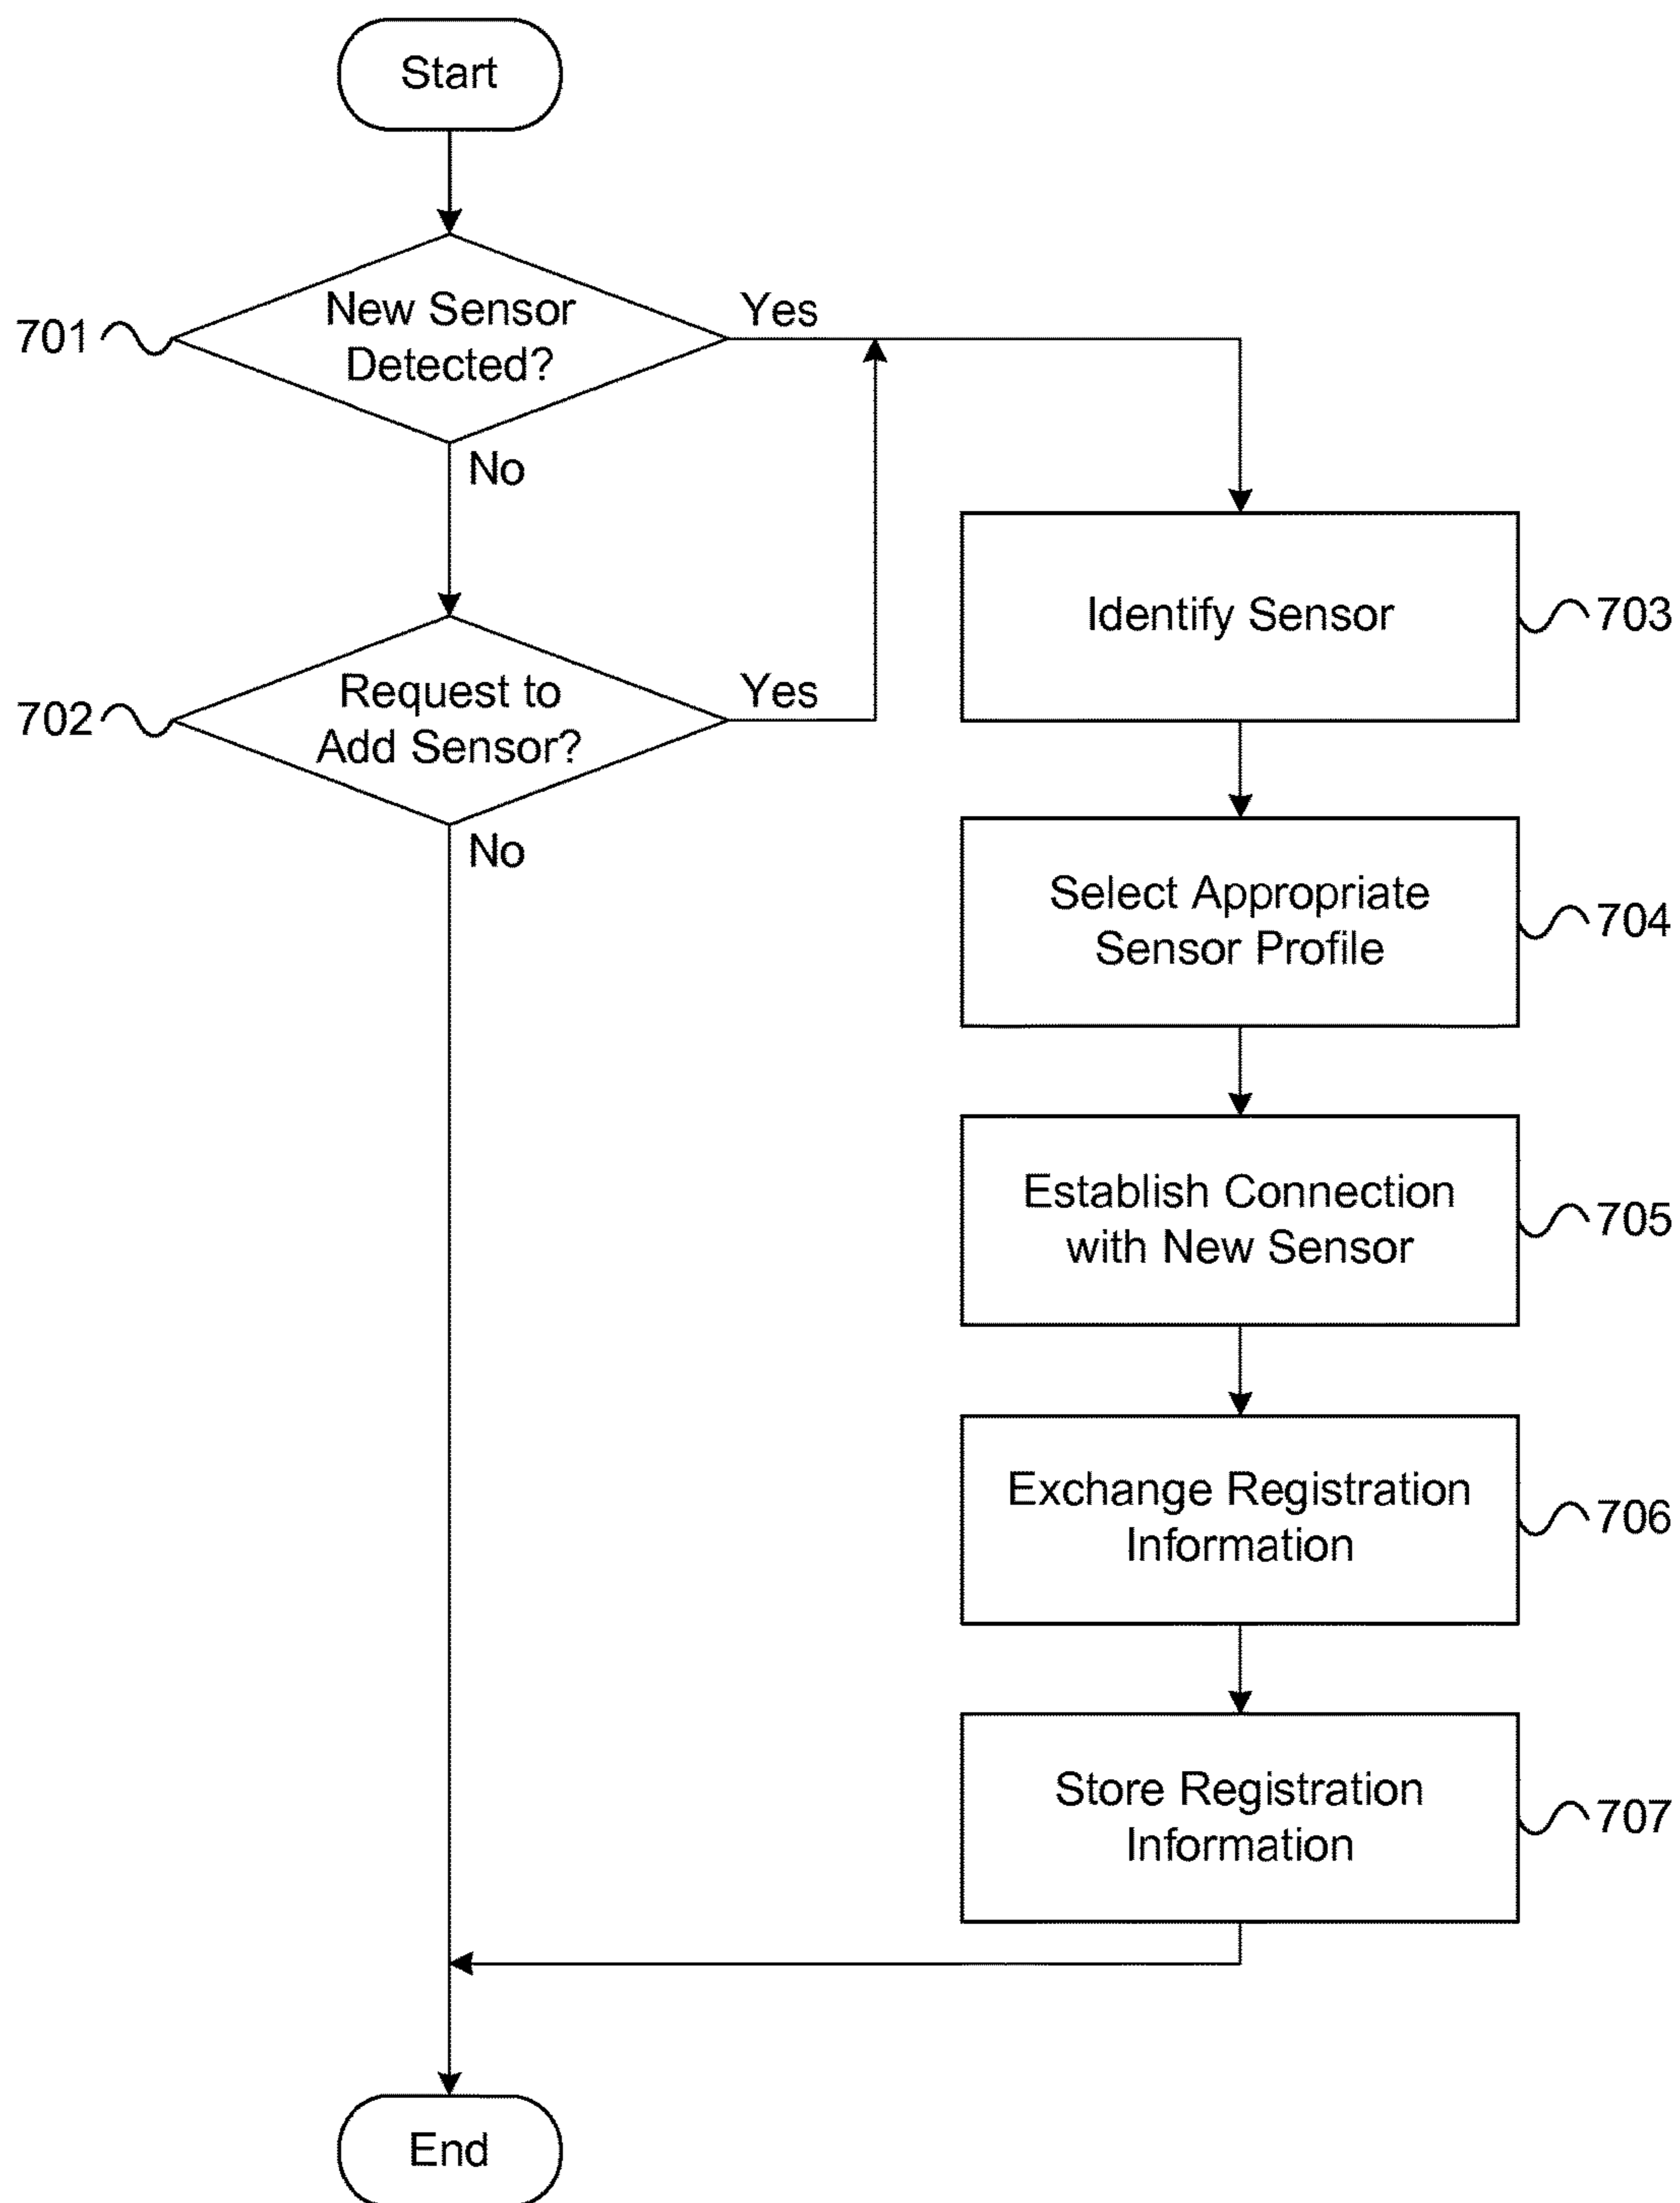 Start
701
New Sensor
Detected?
Yes
No
702
Request to
Add Sensor?
Yes
No
Identify Sensor
703
Select Appropriate
Sensor Profile
704
Establish Connection
with New Sensor
705
Exchange Registration
Information
706
Store Registration
Information
707
End